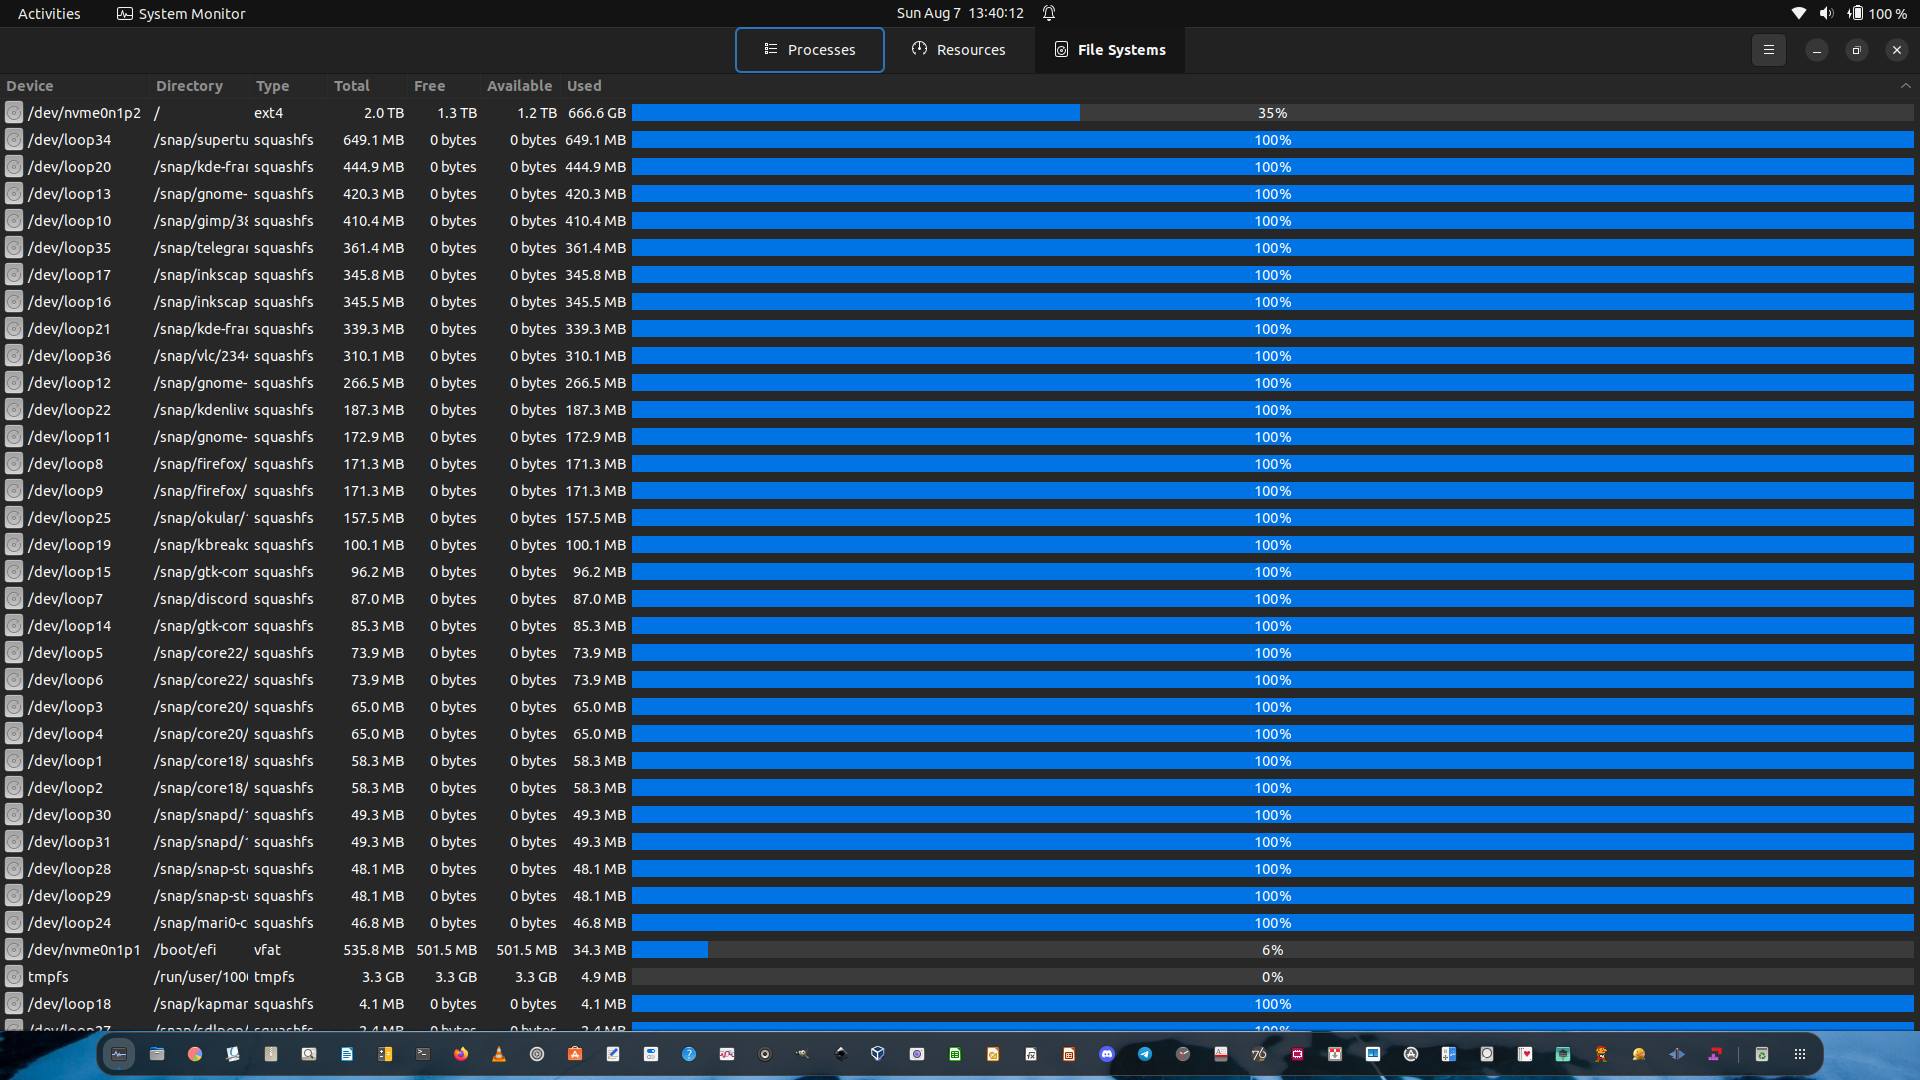 Activities System Monitor Sun Aug 7 13:40:12 100 %
Processes Resources File Systems
Device Directory Type Total Free Available Used
/dev/nvme0n1p2 / ext4 2.0 TB 1.3 TB 1.2 TB 666.6 GB 35%
/dev/loop34 /snap/supertu squashfs 649.1 MB 0 bytes 0 bytes 649.1 MB 100%
/dev/loop20 /snap/kde-frar squashfs 444.9 MB 0 bytes 0 bytes 444.9 MB 100%
/dev/loop13 /snap/gnome- squashfs 420.3 MB 0 bytes 0 bytes 420.3 MB 100%
/dev/loop10 /snap/gimp/38 squashfs 410.4 MB 0 bytes 0 bytes 410.4 MB 100%
/dev/loop35 /snap/telegrar squashfs 361.4 MB 0 bytes 0 bytes 361.4 MB 100%
/dev/loop17 /snap/inkscap squashfs 345.8 MB 0 bytes 0 bytes 345.8 MB 100%
/dev/loop16 /snap/inkscap squashfs 345.5 MB 0 bytes 0 bytes 345.5 MB 100%
/dev/loop21 /snap/kde-frar squashfs 339.3 MB 0 bytes 0 bytes 339.3 MB 100%
/dev/loop36 /snap/vlc/2344 squashfs 310.1 MB 0 bytes 0 bytes 310.1 MB 100%
/dev/loop12 /snap/gnome- squashfs 266.5 MB 0 bytes 0 bytes 266.5 MB 100%
/dev/loop22 /snap/kdenlive squashfs 187.3 MB 0 bytes 0 bytes 187.3 MB 100%
/dev/loop11 /snap/gnome- squashfs 172.9 MB 0 bytes 0 bytes 172.9 MB 100%
/dev/loop8 /snap/firefox/ squashfs 171.3 MB 0 bytes 0 bytes 171.3 MB 100%
/dev/loop9 /snap/firefox/ squashfs 171.3 MB 0 bytes 0 bytes 171.3 MB 100%
/dev/loop25 /snap/okular/ squashfs 157.5 MB 0 bytes 0 bytes 157.5 MB 100%
/dev/loop19 /snap/kbreako squashfs 100.1 MB 0 bytes 0 bytes 100.1 MB 100%
/dev/loop15 /snap/gtk-com squashfs 96.2 MB 0 bytes 0 bytes 96.2 MB 100%
/dev/loop7 /snap/discord squashfs 87.0 MB 0 bytes 0 bytes 87.0 MB 100%
/dev/loop14 /snap/gtk-com squashfs 85.3 MB 0 bytes 0 bytes 85.3 MB 100%
/dev/loop5 /snap/core22/ squashfs 73.9 MB 0 bytes 0 bytes 73.9 MB 100%
/dev/loop6 /snap/core22/ squashfs 73.9 MB 0 bytes 0 bytes 73.9 MB 100%
/dev/loop3 /snap/core20/ squashfs 65.0 MB 0 bytes 0 bytes 65.0 MB 100%
/dev/loop4 /snap/core20/ squashfs 65.0 MB 0 bytes 0 bytes 65.0 MB 100%
/dev/loop1 /snap/core18/ squashfs 58.3 MB 0 bytes 0 bytes 58.3 MB 100%
/dev/loop2 /snap/core18/ squashfs 58.3 MB 0 bytes 0 bytes 58.3 MB 100%
/dev/loop30 /snap/snapd/1 squashfs 49.3 MB 0 bytes 0 bytes 49.3 MB 100%
/dev/loop31 /snap/snapd/1 squashfs 49.3 MB 0 bytes 0 bytes 49.3 MB 100%
/dev/loop28 /snap/snap-sto squashfs 48.1 MB 0 bytes 0 bytes 48.1 MB 100%
/dev/loop29 /snap/snap-sto squashfs 48.1 MB 0 bytes 0 bytes 48.1 MB 100%
/dev/loop24 /snap/mari0-c squashfs 46.8 MB 0 bytes 0 bytes 46.8 MB 100%
/dev/nvme0n1p1 /boot/efi vfat 535.8 MB 501.5 MB 501.5 MB 34.3 MB 6%
tmpfs /run/user/1000 tmpfs 3.3 GB 3.3 GB 3.3 GB 4.9 MB 0%
/dev/loop18 /snap/kapmar squashfs 4.1 MB 0 bytes 0 bytes 4.1 MB 100%
/dev/loop27 /snap/sdlpop/ squashfs 2.4 MB 0 bytes 0 bytes 2.4 MB 100%